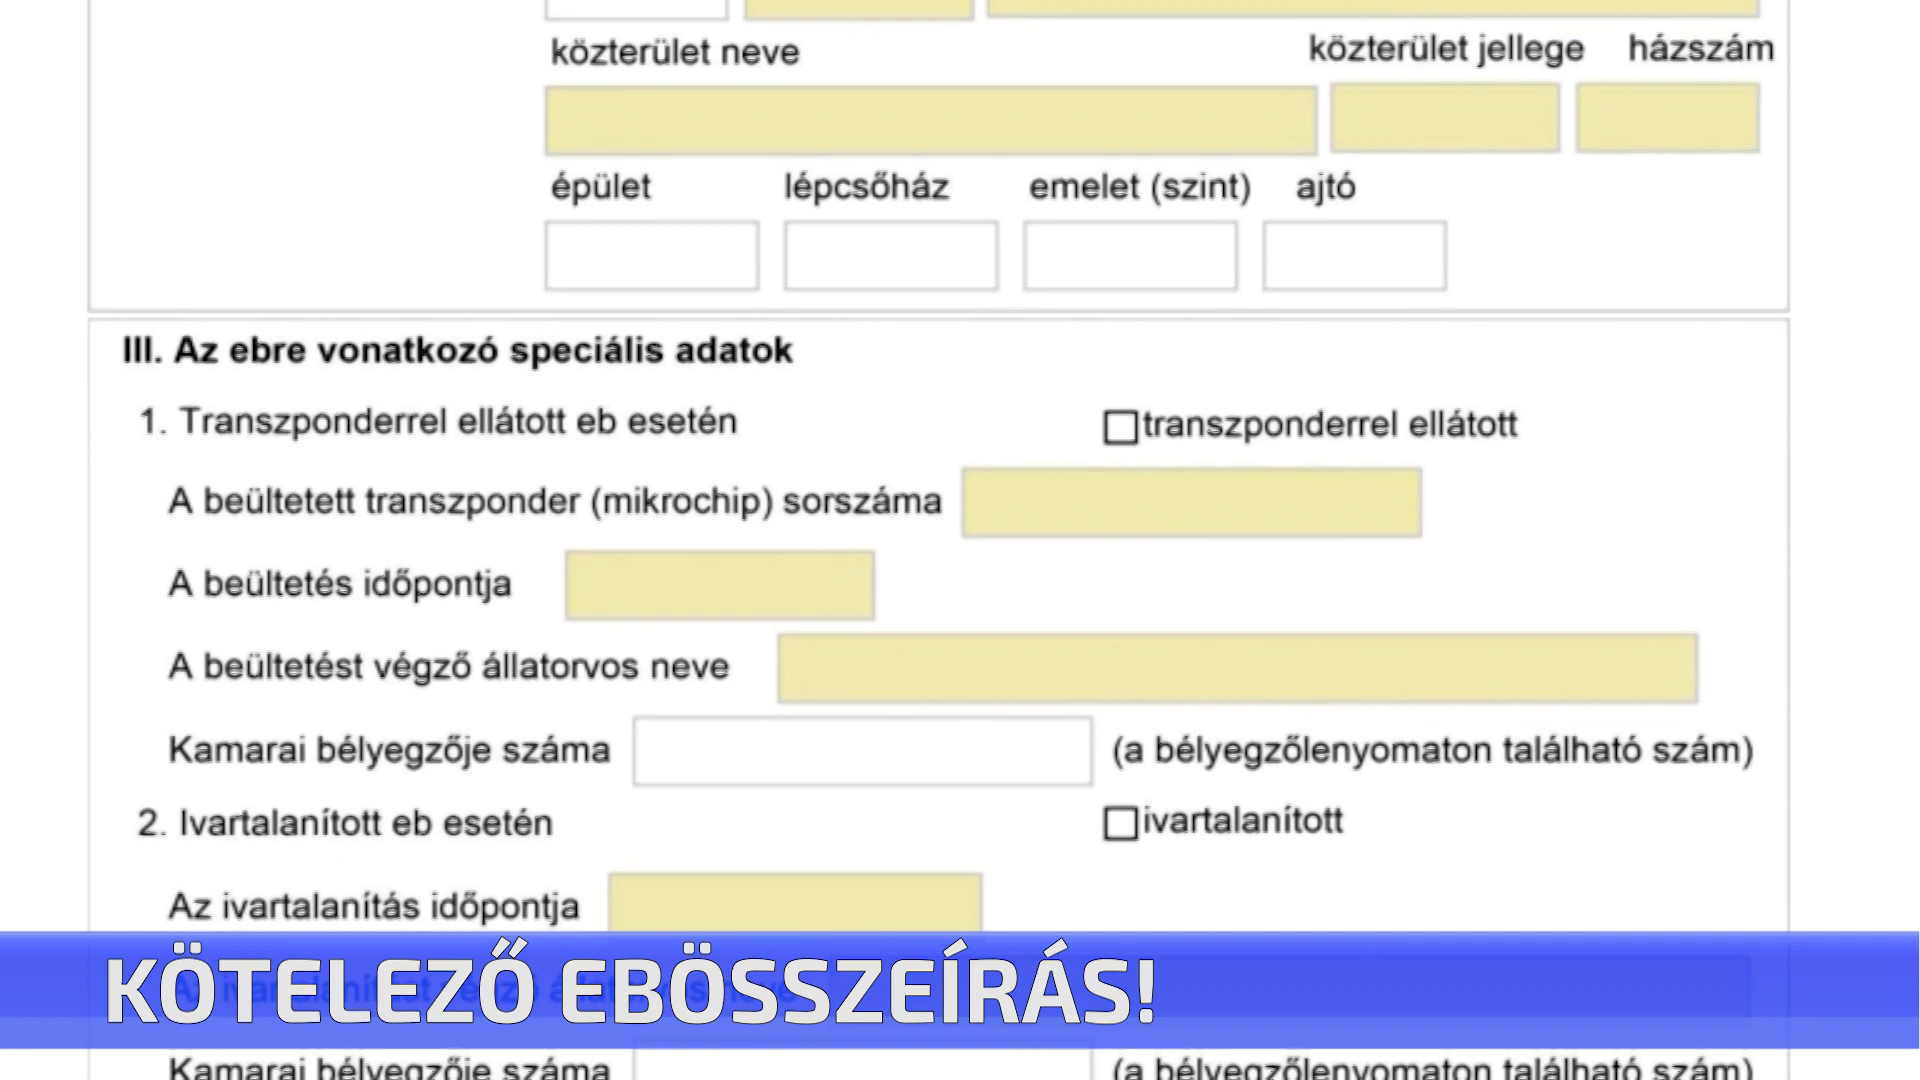 közterület neve közterület jellege házszám
épület lépcsőház emelet (szint) ajtó
III. Az ebre vonatkozó speciális adatok
1. Transzponderrel ellátott eb esetén transzponderrel ellátott
A beültetett transzponder (mikrochip) sorszáma
A beültetés időpontja
A beültetést végző állatorvos neve
Kamarai bélyegzője száma (a bélyegzőlenyomaton található szám)
2. Ivartalanított eb esetén ivartalanított
Az ivartalanítás időpontja
KÖTELEZŐ EBÖSSZEÍRÁS!
Kamarai bélyegzője száma (a bélyegzőlenyomaton található szám)